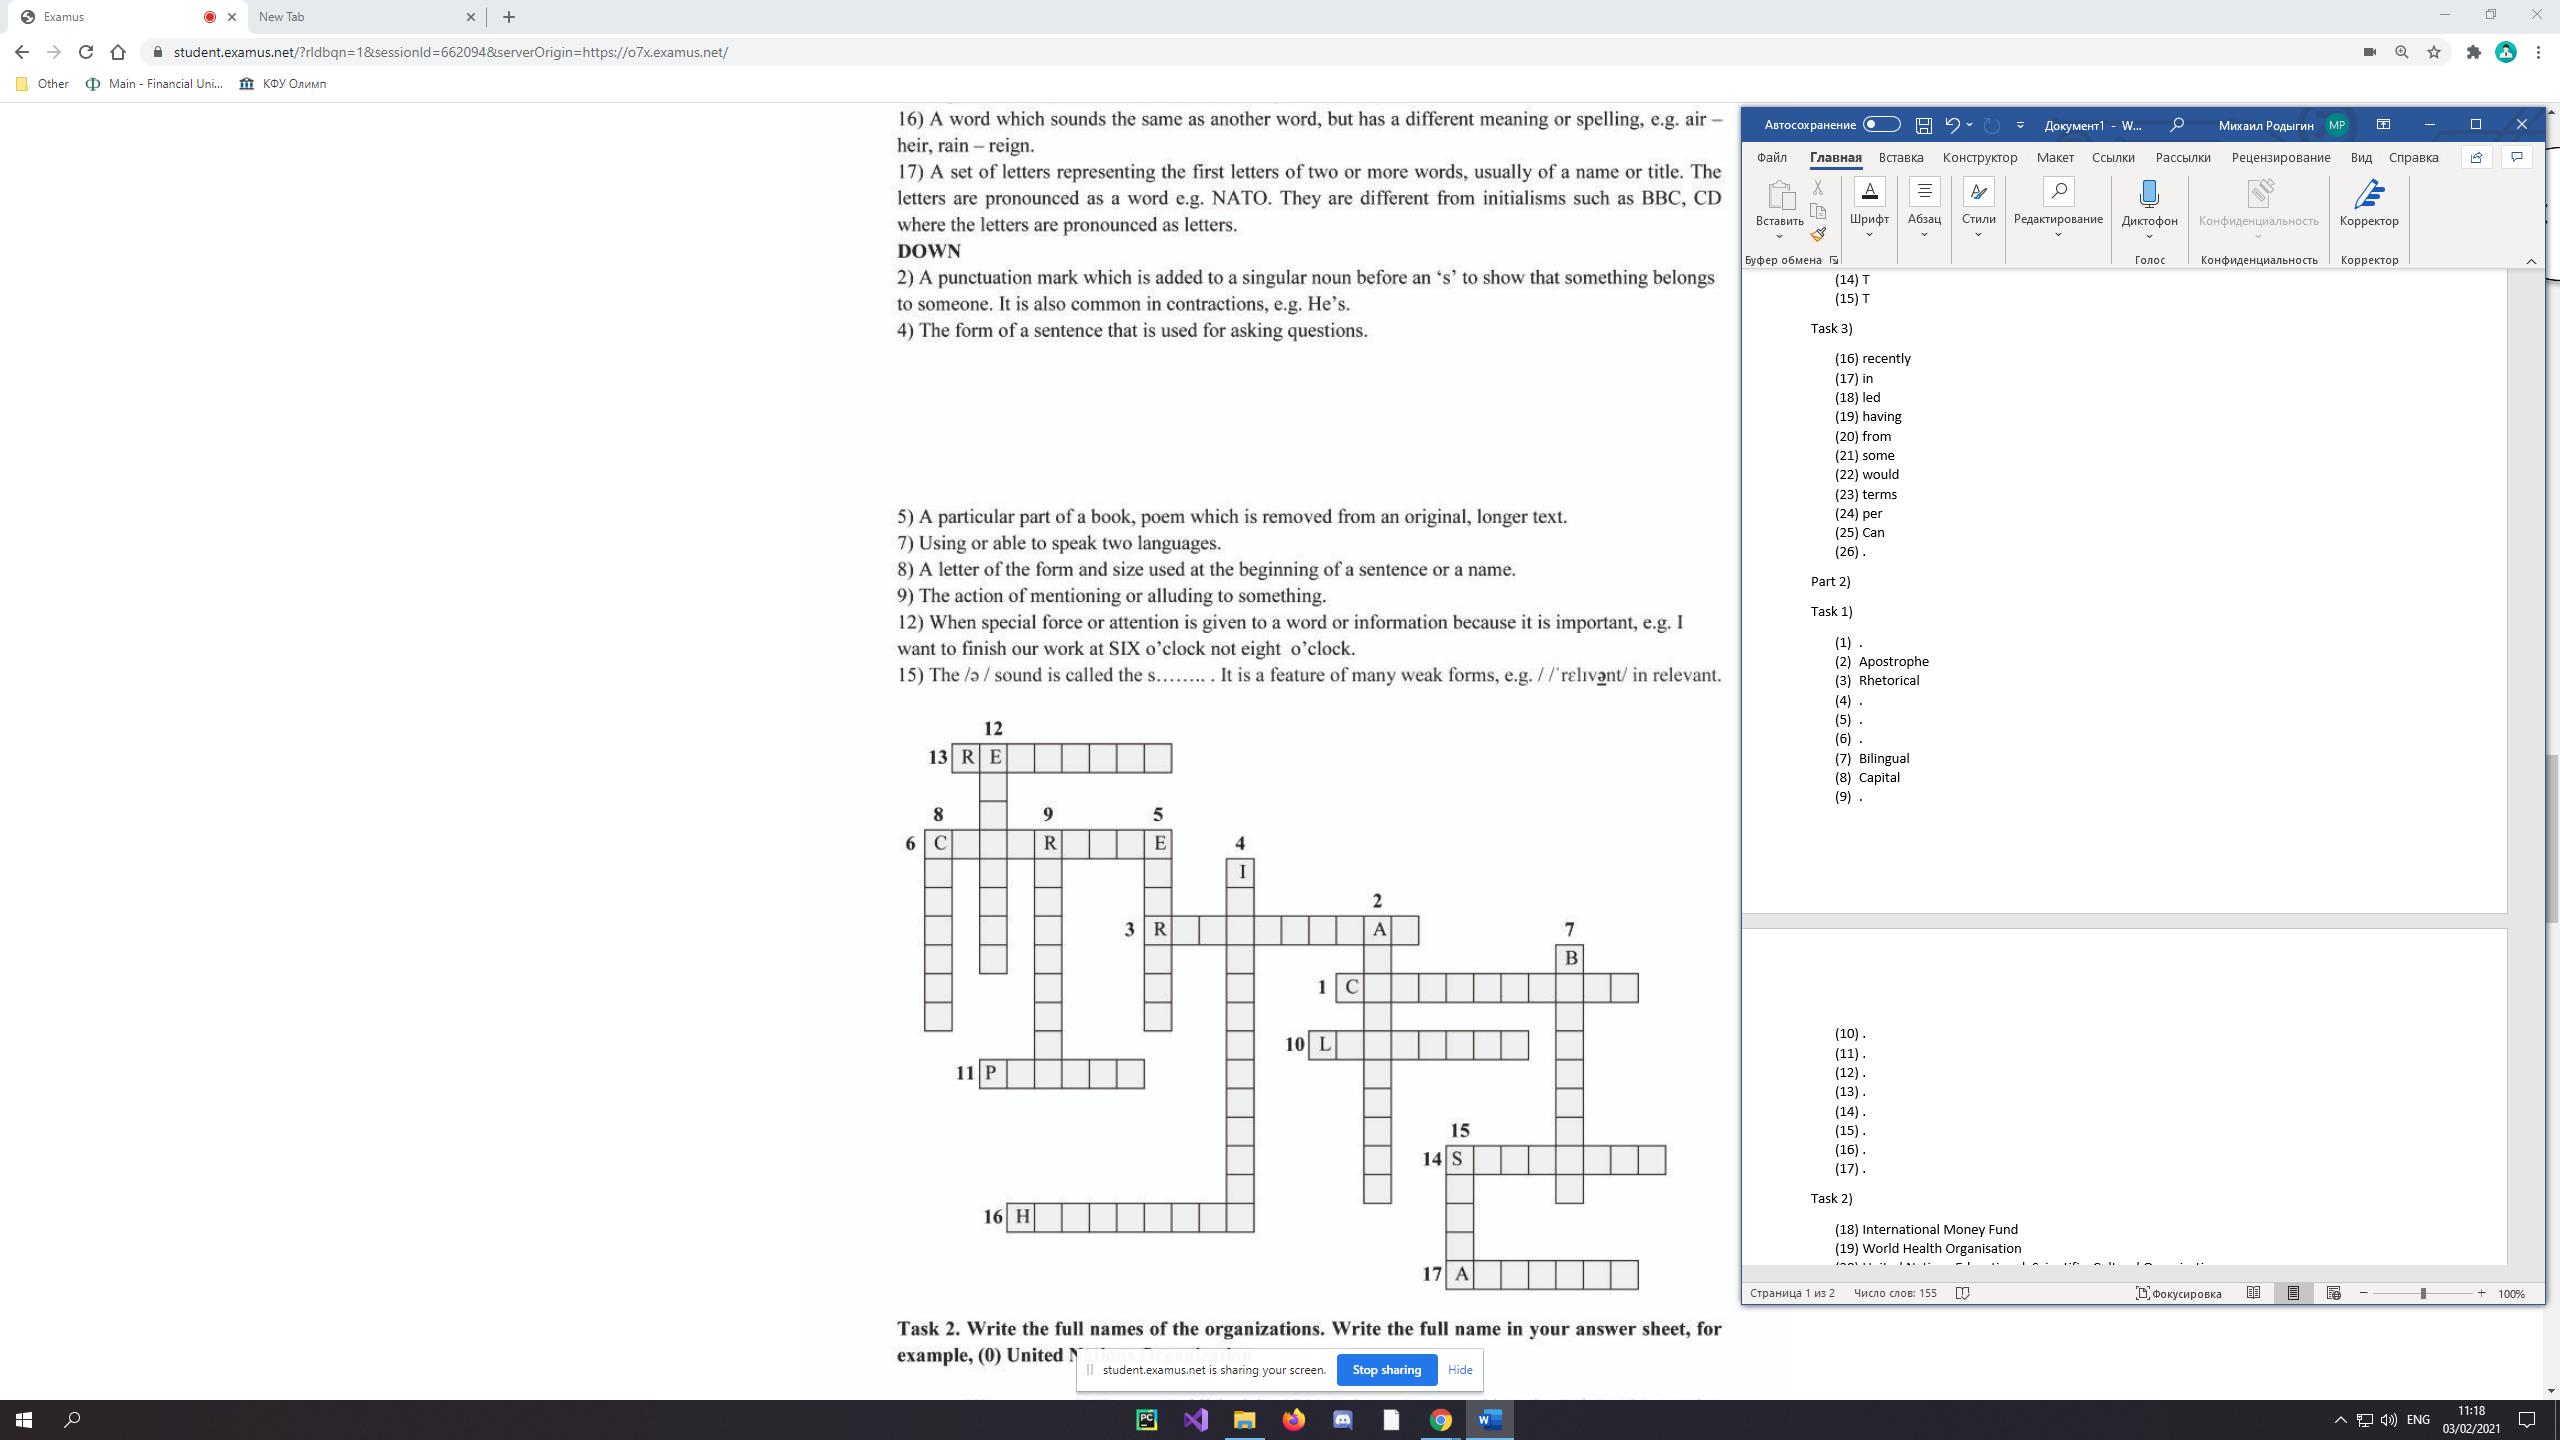 Examus
New Tab
student.examus.net/?rldbqn=1&sessionId=662094&serverOrigin=https://o7x.examus.net/
Other
Main - Financial Uni...
КФУ Олимп
16) A word which sounds the same as another word, but has a different meaning or spelling, e.g. air –
heir, rain – reign.
17) A set of letters representing the first letters of two or more words, usually of a name or title. The
letters are pronounced as a word e.g. NATO. They are different from initialisms such as BBC, CD
where the letters are pronounced as letters.
DOWN
2) A punctuation mark which is added to a singular noun before an ‘s’ to show that something belongs
to someone. It is also common in contractions, e.g. He’s.
4) The form of a sentence that is used for asking questions.
5) A particular part of a book, poem which is removed from an original, longer text.
7) Using or able to speak two languages.
8) A letter of the form and size used at the beginning of a sentence or a name.
9) The action of mentioning or alluding to something.
12) When special force or attention is given to a word or information because it is important, e.g. I
want to finish our work at SIX o’clock not eight o’clock.
15) The /ə / sound is called the s…….. . It is a feature of many weak forms, e.g. / /ˈrɛlɪvənt/ in relevant.
12
13 R E
8 9 5
6 C R E 4
I
2
3 R A 7
B
1 C
10 L
11 P
15
14 S
16 H
17 A
Task 2. Write the full names of the organizations. Write the full name in your answer sheet, for
example, (0) United
student.examus.net is sharing your screen.
Stop sharing
Hide
Автосохранение
Документ1 - W...
Михаил Родыгин
МР
Файл
Главная
Вставка
Конструктор
Макет
Ссылки
Рассылки
Рецензирование
Вид
Справка
Вставить
Шрифт
Абзац
Стили
Редактирование
Диктофон
Конфиденциальность
Корректор
Буфер обмена
Голос
Конфиденциальность
Корректор
(14) T
(15) T
Task 3)
(16) recently
(17) in
(18) led
(19) having
(20) from
(21) some
(22) would
(23) terms
(24) per
(25) Can
(26) .
Part 2)
Task 1)
(1) .
(2) Apostrophe
(3) Rhetorical
(4) .
(5) .
(6) .
(7) Bilingual
(8) Capital
(9) .
(10) .
(11) .
(12) .
(13) .
(14) .
(15) .
(16) .
(17) .
Task 2)
(18) International Money Fund
(19) World Health Organisation
Страница 1 из 2
Число слов: 155
Фокусировка
100%
PC
ENG
11:18
03/02/2021